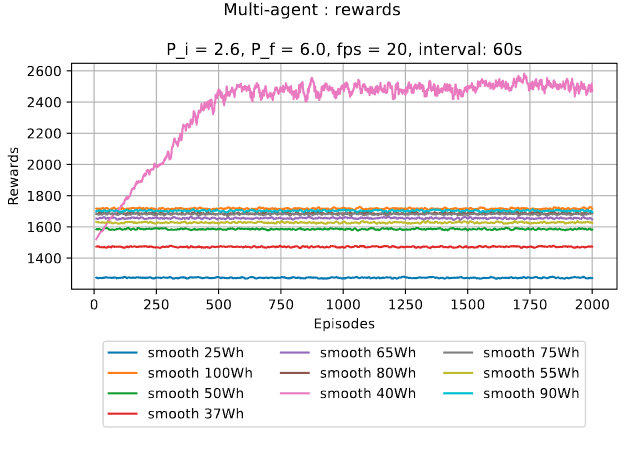 Multi-agent : rewards
P_i = 2.6, P_f = 6.0, fps = 20, interval: 60s
2600
2400
2200
2000
1800
1600
1400
Rewards
0 250 500 750 1000 1250 1500 1750 2000
Episodes
smooth 25Wh smooth 65Wh smooth 75Wh
smooth 100Wh smooth 80Wh smooth 55Wh
smooth 50Wh smooth 40Wh smooth 90Wh
smooth 37Wh